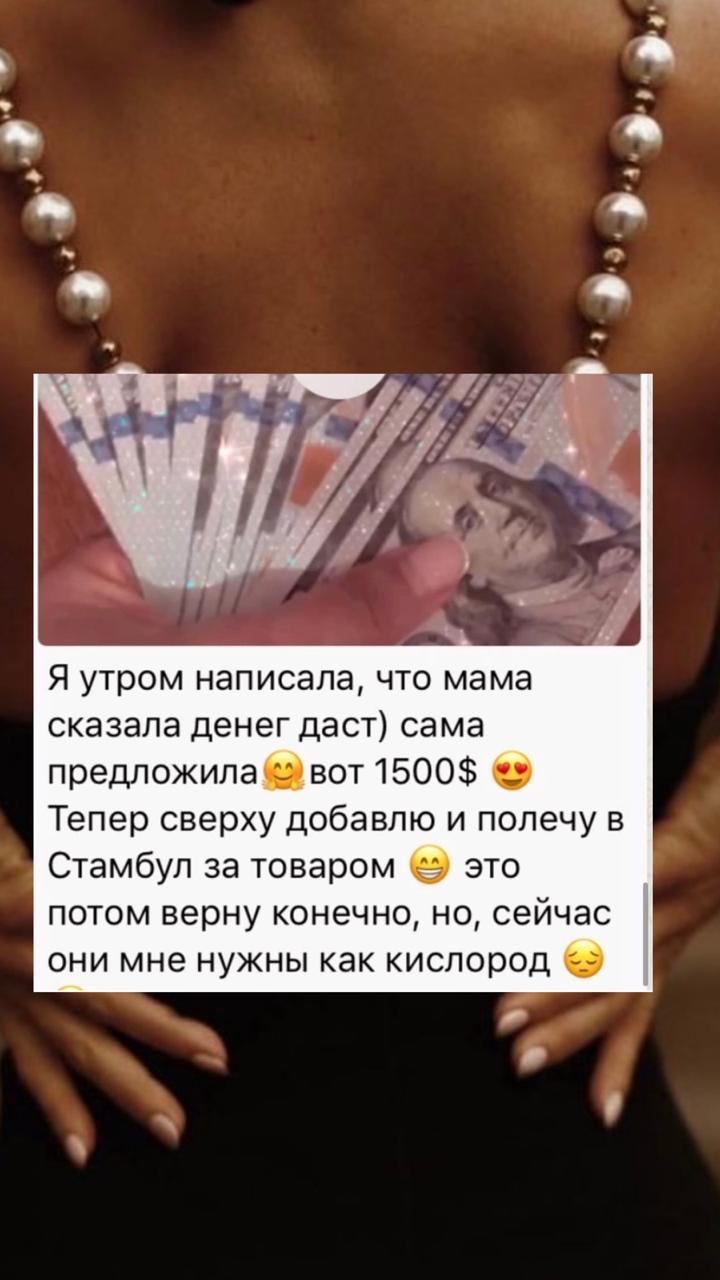 Я утром написала, что мама
сказала денег даст) сама
предложила🤗вот 1500$ 😍
Тепер сверху добавлю и полечу в
Стамбул за товаром 😁 это
потом верну конечно, но, сейчас
они мне нужны как кислород 😔